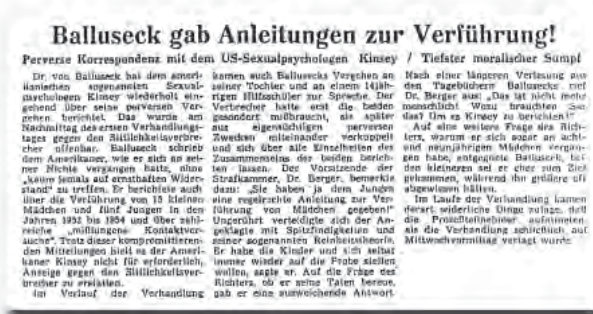 Balluseck gab Anleitungen zur Verführung!
Perverse Korrespondenz mit dem US-Sexualpsychologen Kinsey / Tiefster moralischer Sumpf
Dr. von Balluseck hat dem ameri-
kanischen sogenannten Sexual-
psychologen Kinsey wiederholt ein-
gehend über seine perversen Ver-
gehen berichtet. Das wurde am
Nachmittag des ersten Verhandlungs-
tages gegen den Sittlichkeitsverbre-
cher offenbar. Balluseck schrieb
dem Amerikaner, wie er sich an sei-
ner Nichte vergangen hatte, ohne
„keim jemals auf ernsthaften Wider-
stand" zu treffen. Er berichtete auch
über die Verführung von 15 kleinen
Mädchen und fünf Jungen in den
Jahren 1952 bis 1954 und über zahl-
reiche „mißlungene Kontaktver-
suche". Trotz dieser kompromittieren-
den Mitteilungen hielt es der Ameri-
kaner Kinsey nicht für erforderlich,
Anzeige gegen den Sittlichkeitsver-
brecher zu erstatten.
Im Verlauf der Verhandlung
kamen auch Ballusecks Vergehen an
seiner Tochter und an einem 14jäh-
rigen Hilfsschüler zur Sprache. Der
Verbrecher hatte erst die beiden
gesondert mißbraucht, sie später
aus eigensüchtigen perversen
Zwecken miteinander verkuppelt
und sich über alle Einzelheiten des
Zusammenseins der beiden berich-
ten lassen. Der Vorsitzende der
Strafkammer, Dr. Berger, bemerkte
dazu: „Sie haben ja dem Jungen
eine regelrechte Anleitung zur Ver-
führung von Mädchen gegeben!"
Ungerührt verteidigte sich der An-
geklagte mit Spitzfindigkeiten und
seiner sogenannten Reinheitstheorie.
Er habe die Kinder und sich selbst
immer wieder auf die Probe stellen
wollen, sagte er. Auf die Frage des
Richters, ob er seine Taten bereue,
gab er eine ausweichende Antwort.
Nach einer längeren Verlesung aus
den Tagebüchern Ballusecks rief
Dr. Berger aus: „Das ist nicht mehr
menschlich! Wozu brauchten Sie
das? Um es Kinsey zu berichten?"
Auf eine weitere Frage des Rich-
ters, warum er sich sogar an acht-
und neunjährigen Mädchen vergan-
gen habe, entgegnete Balluseck, bei
den kleineren sei er eher zum Ziel
gekommen, während ihn größere oft
abgewiesen hätten.
Im Laufe der Verhandlung kamen
derart widerliche Dinge zutage, daß
die Prozeßteilnehmer aufatmeten,
als die Verhandlung schließlich auf
Mittwochvormittag vertagt wurde.